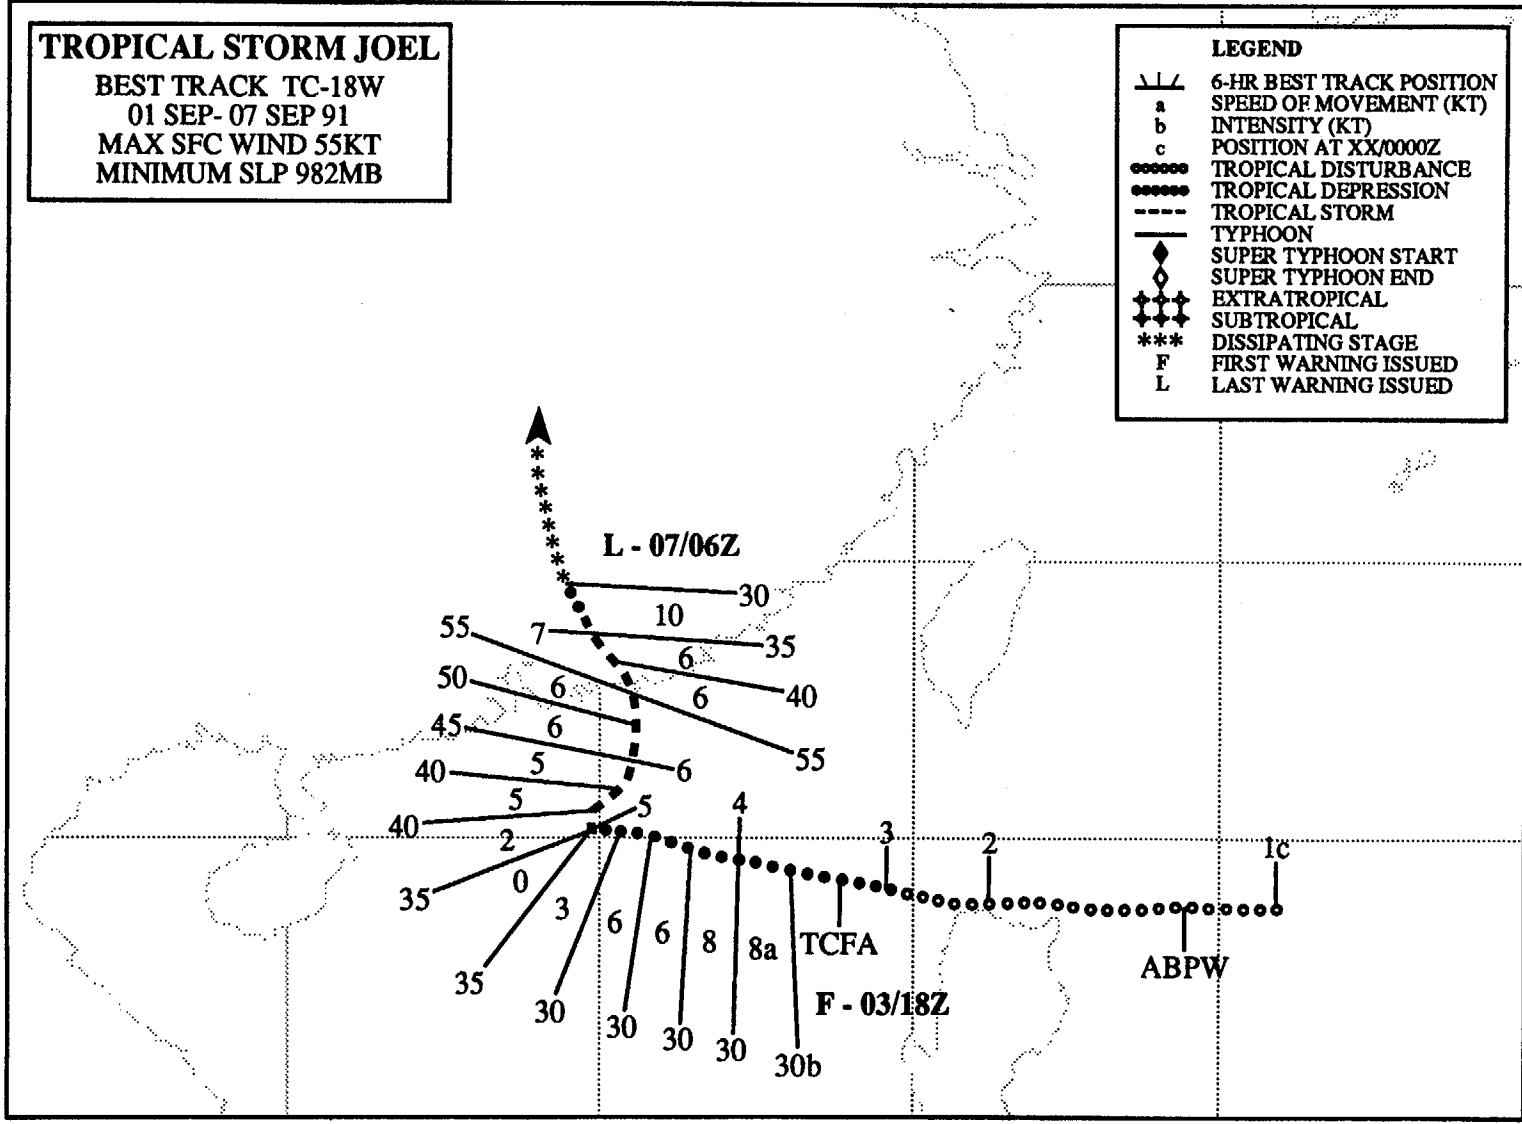 TROPICAL STORM JOEL
BEST TRACK TC-18W
01 SEP- 07 SEP 91
MAX SFC WIND 55KT
MINIMUM SLP 982MB
LEGEND
6-HR BEST TRACK POSITION
a SPEED OF MOVEMENT (KT)
b INTENSITY (KT)
c POSITION AT XX/0000Z
TROPICAL DISTURBANCE
TROPICAL DEPRESSION
TROPICAL STORM
TYPHOON
SUPER TYPHOON START
SUPER TYPHOON END
EXTRATROPICAL
SUBTROPICAL
*** DISSIPATING STAGE
F FIRST WARNING ISSUED
L LAST WARNING ISSUED
L - 07/06Z
30
10
55 7 35
6
50 6 6 40
45 6
5 6 55
40
5 5 4
40
2 3 2 1c
35 0
3 6 6 8 8a TCFA
ABPW
35
30 F - 03/18Z
30 30 30
30b